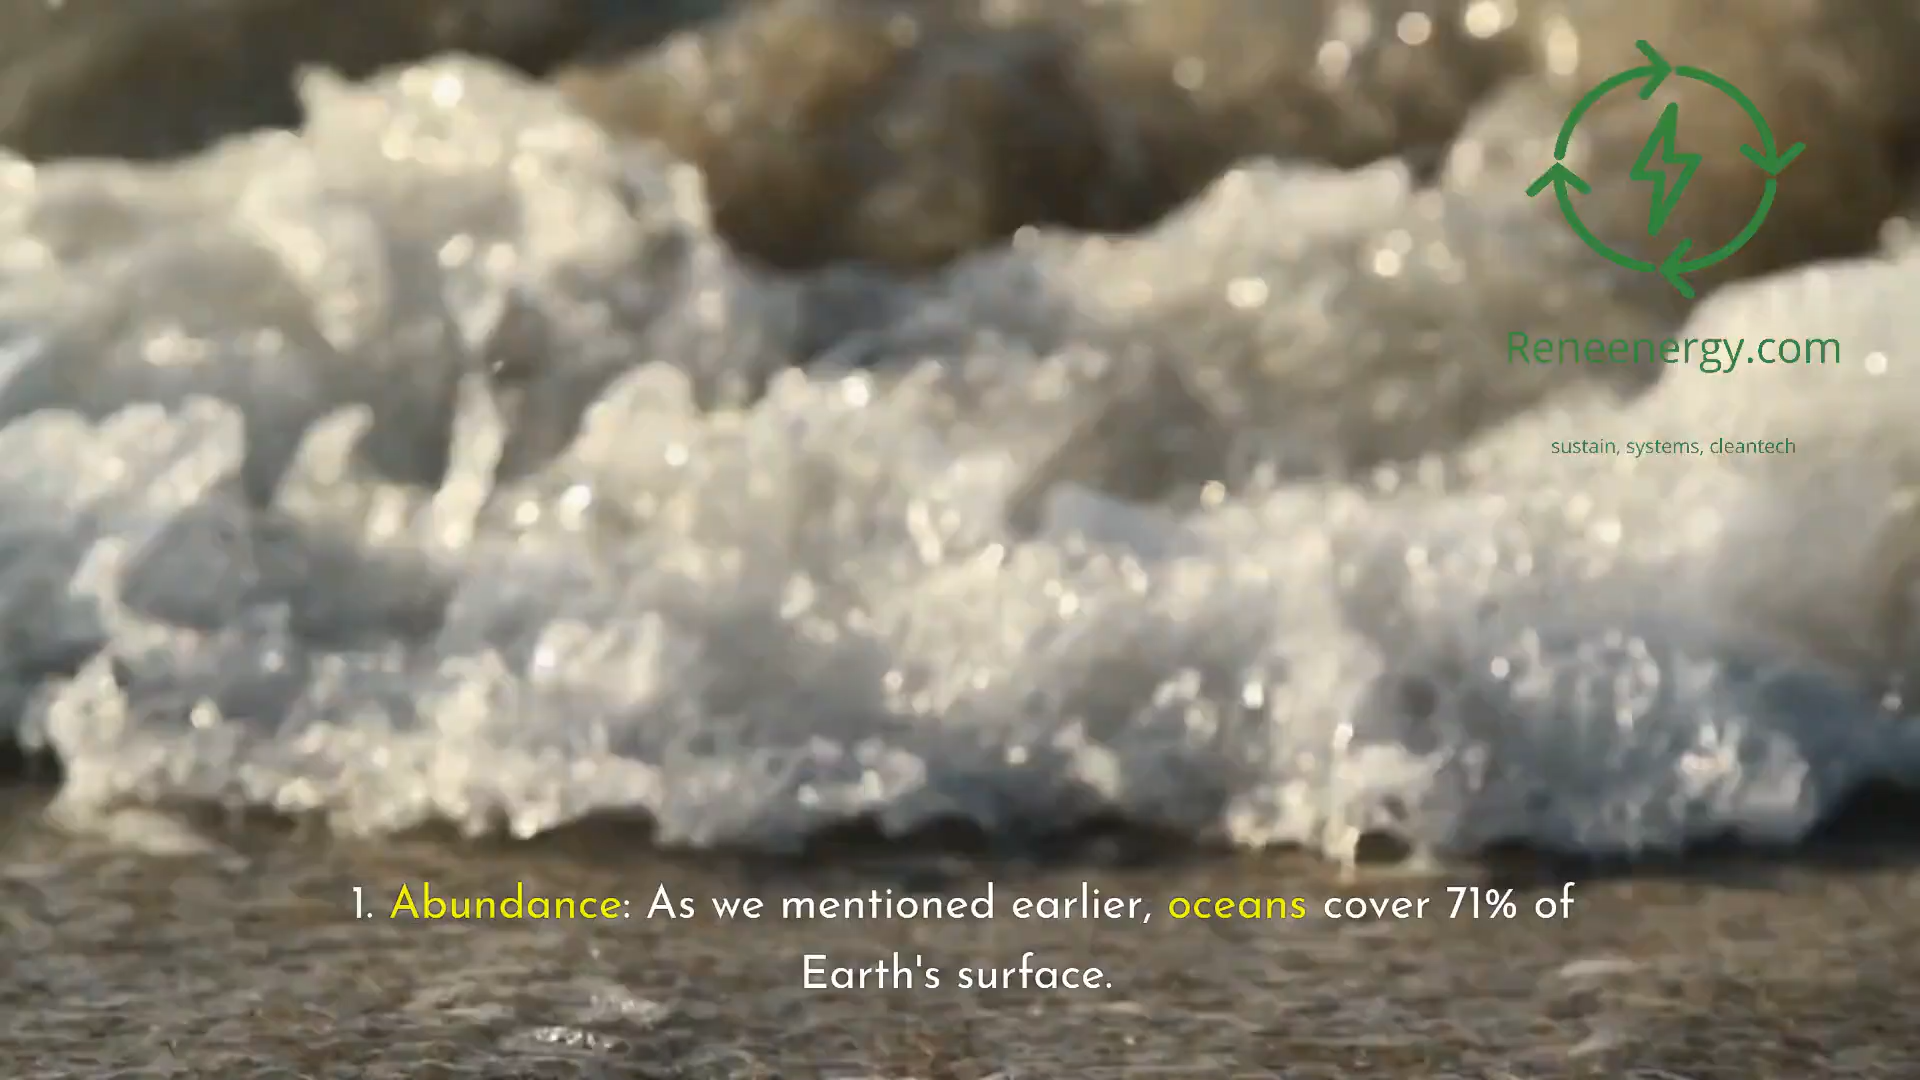 Reneenergy.com
sustain, systems, cleantech
1. Abundance: As we mentioned earlier, oceans cover 71% of
Earth's surface.